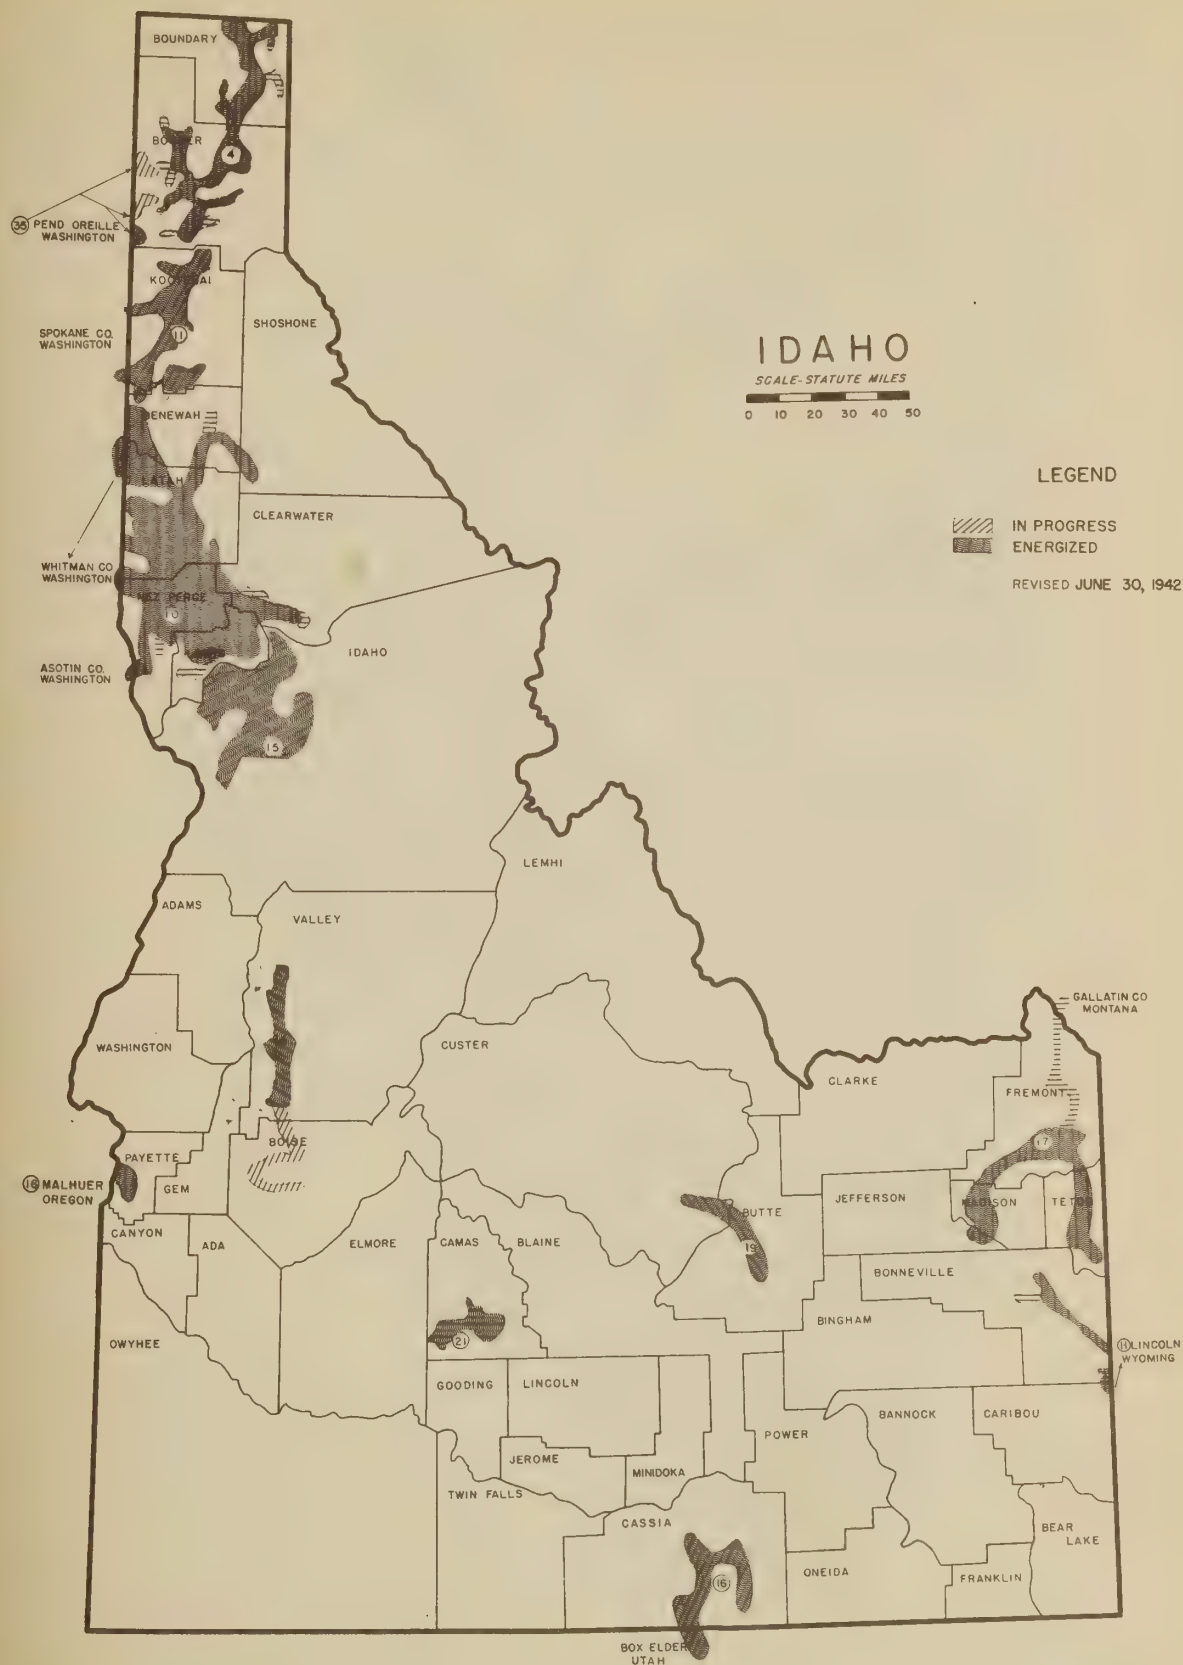 BOUNDARY
BONNER
4
35 PEND OREILLE
WASHINGTON
KOOTENAI
SPOKANE CO.
WASHINGTON
11
SHOSHONE
IDAHO
SCALE-STATUTE MILES
0 10 20 30 40 50
BENEWAH
LEGEND
IN PROGRESS
ENERGIZED
REVISED JUNE 30, 1942
LATAH
CLEARWATER
WHITMAN CO
WASHINGTON
NEZ PERCE
10
ASOTIN CO.
WASHINGTON
IDAHO
15
LEMHI
ADAMS
VALLEY
GALLATIN CO
MONTANA
WASHINGTON
CUSTER
CLARKE
FREMONT
BOISE
17
PAYETTE
16 MALHUER
OREGON
GEM
JEFFERSON
MADISON
TETON
CANYON
ADA
ELMORE
CAMAS
BLAINE
BUTTE
19
BONNEVILLE
BINGHAM
OWYHEE
21
LINCOLN
WYOMING
GOODING
LINCOLN
BANNOCK
CARIBOU
POWER
JEROME
MINIDOKA
TWIN FALLS
CASSIA
BEAR
LAKE
ONEIDA
FRANKLIN
16
BOX ELDER
UTAH